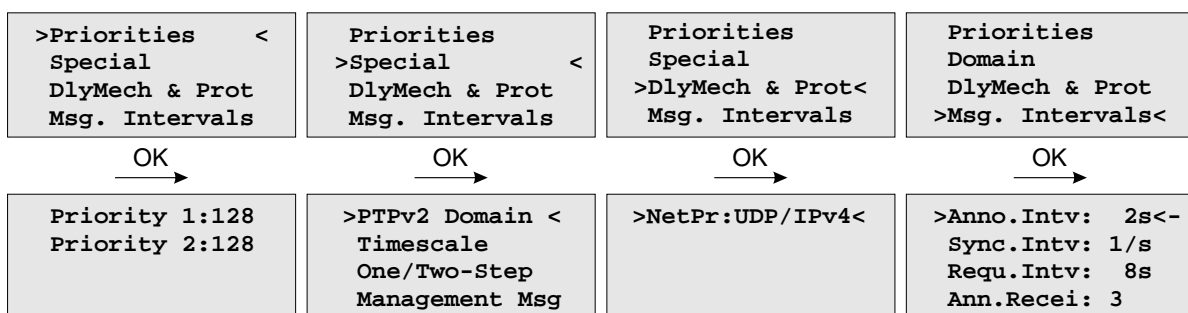 >Priorities   <
Special
DlyMech & Prot
Msg. Intervals
Priorities
>Special      <
DlyMech & Prot
Msg. Intervals
Priorities
Special
>DlyMech & Prot<
Msg. Intervals
Priorities
Domain
DlyMech & Prot
>Msg. Intervals<
OK
OK
OK
OK
Priority 1:128
Priority 2:128
>PTPv2 Domain <
Timescale
One/Two-Step
Management Msg
>NetPr:UDP/IPv4<
>Anno.Intv:  2s<-
Sync.Intv: 1/s
Requ.Intv:  8s
Ann.Recei: 3